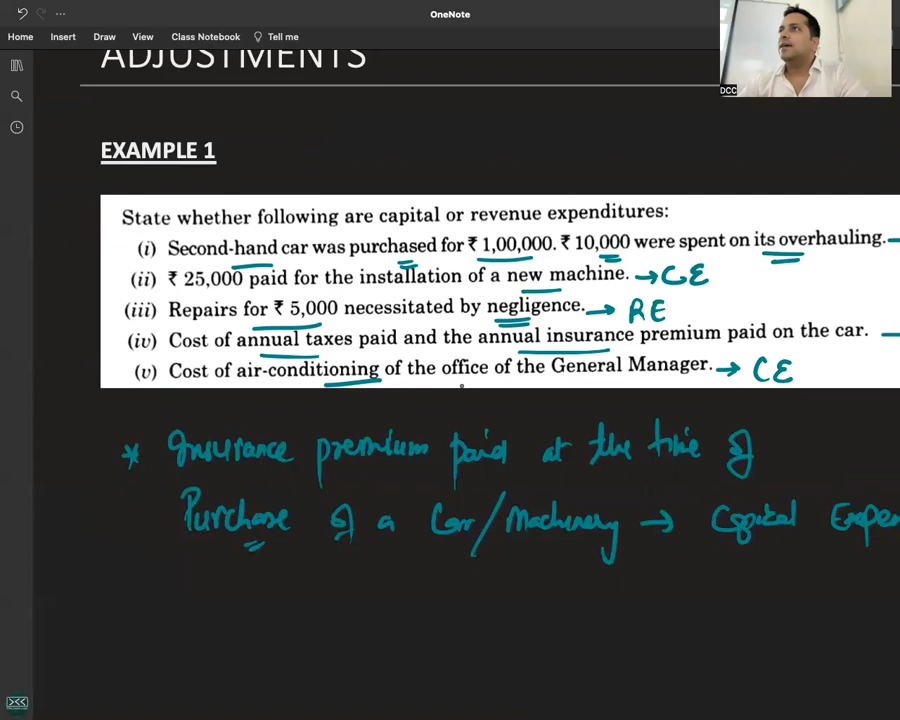 OneNote
Home Insert Draw View Class Notebook Tell me
DCC
ADJUSTMENTS
EXAMPLE 1
State whether following are capital or revenue expenditures:
(i) Second-hand car was purchased for ₹ 1,00,000. ₹ 10,000 were spent on its overhauling.
(ii) ₹ 25,000 paid for the installation of a new machine. → CE
(iii) Repairs for ₹ 5,000 necessitated by negligence. → RE
(iv) Cost of annual taxes paid and the annual insurance premium paid on the car.
(v) Cost of air-conditioning of the office of the General Manager. → CE
* Insurance premium paid at the time of
Purchase of a Car/Machinery → Capital Expen